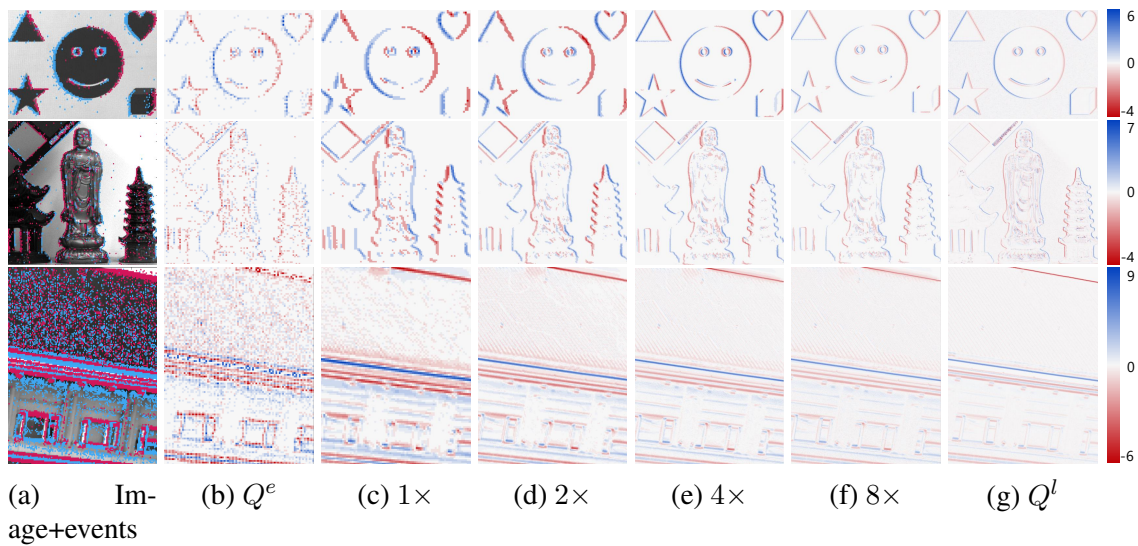 6
0
-4
7
0
-4
9
0
-6
(a) Im-
age+events
(b) Q^e
(c) 1×
(d) 2×
(e) 4×
(f) 8×
(g) Q^l